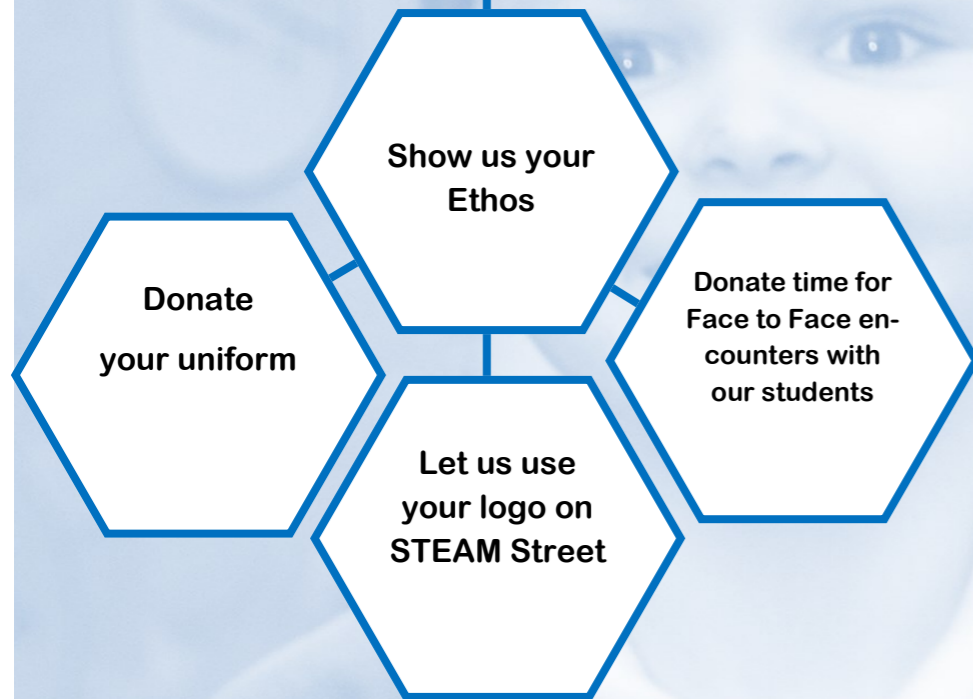 Show us your
Ethos
Donate
your uniform
Donate time for
Face to Face en-
counters with
our students
Let us use
your logo on
STEAM Street